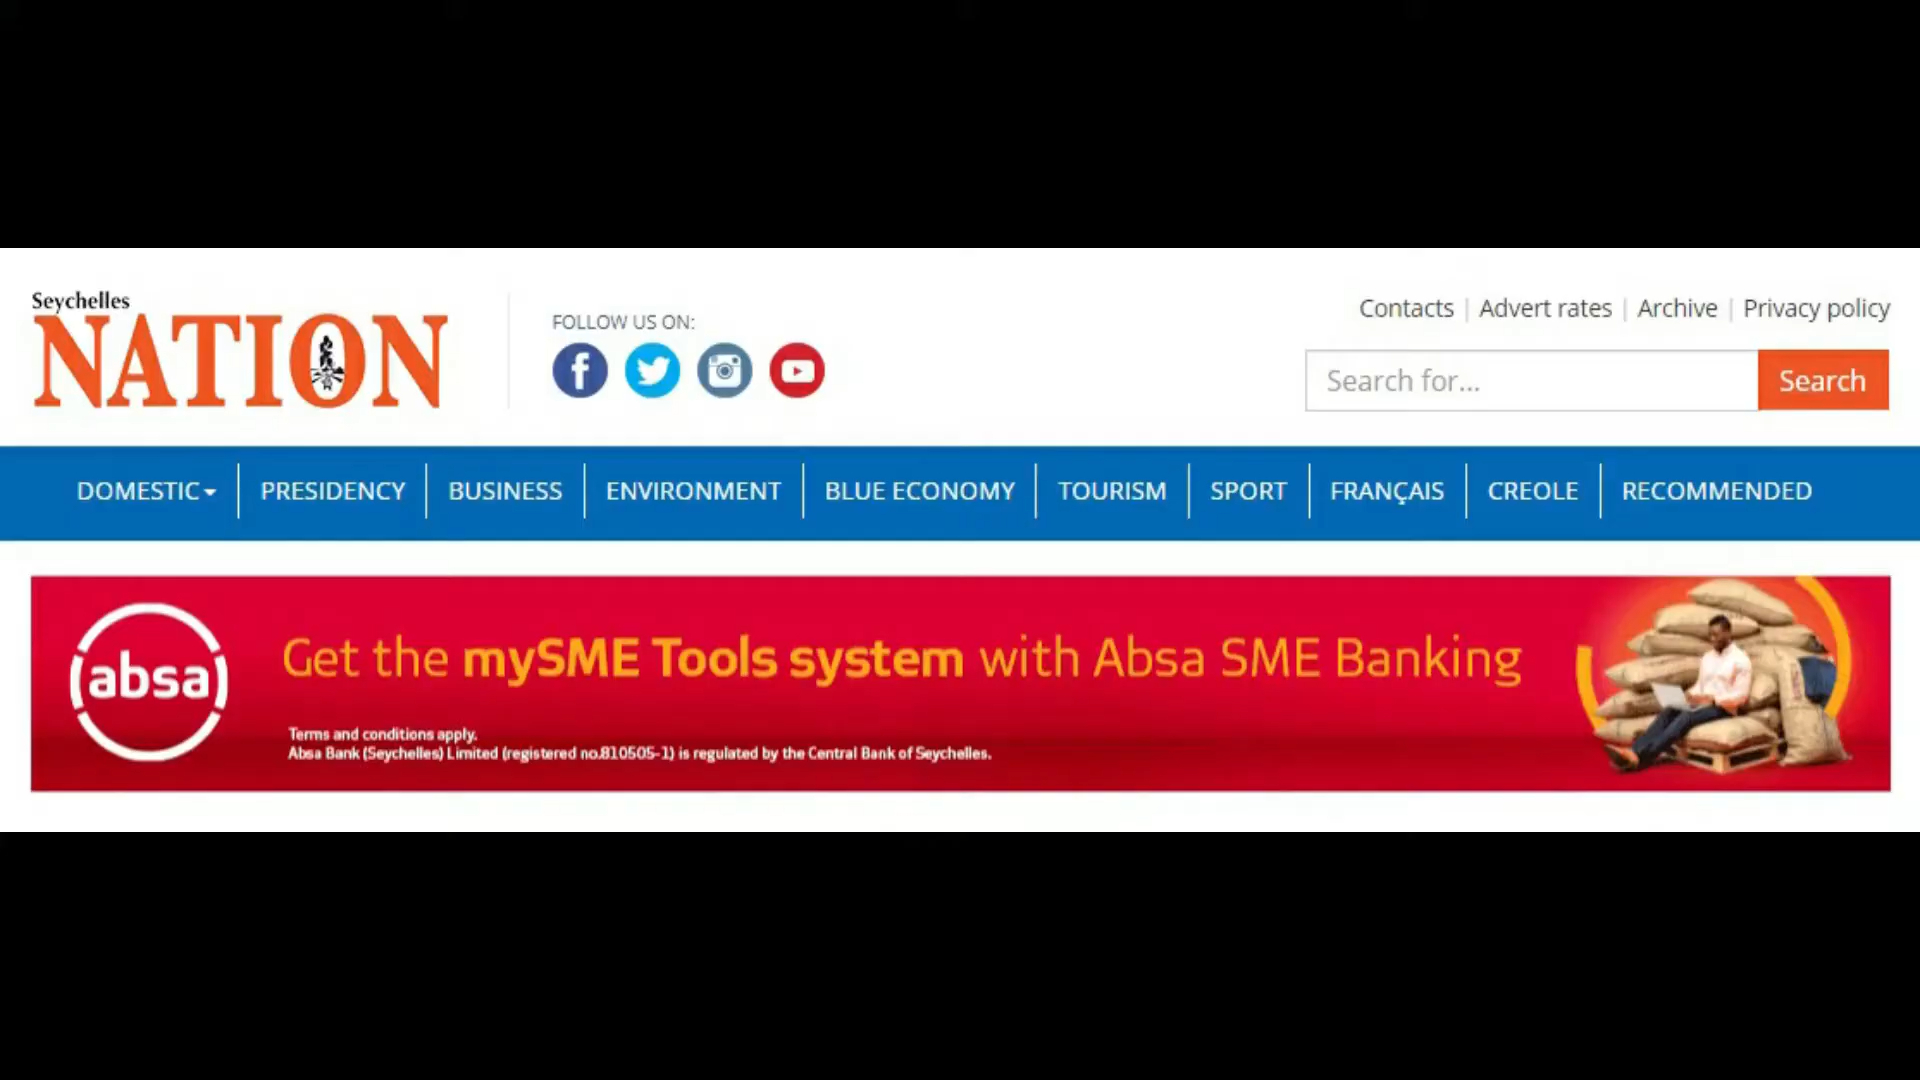 Seychelles
NATION
FOLLOW US ON:
Contacts | Advert rates | Archive | Privacy policy
Search for... Search
DOMESTIC PRESIDENCY BUSINESS ENVIRONMENT BLUE ECONOMY TOURISM SPORT FRANÇAIS CREOLE RECOMMENDED
absa
Get the mySME Tools system with Absa SME Banking
Terms and conditions apply.
Absa Bank (Seychelles) Limited (registered no.810505-1) is regulated by the Central Bank of Seychelles.